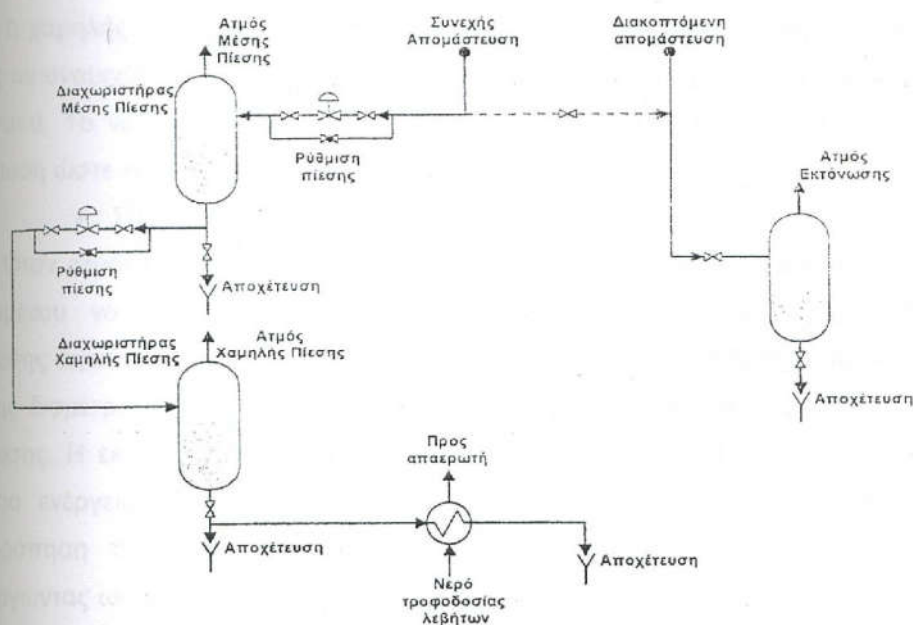 Ατμός
Μέσης
Πίεσης
Συνεχής
Απομάστευση
Διακοπτόμενη
απομάστευση
Διαχωριστήρας
Μέσης Πίεσης
Ρύθμιση
πίεσης
Ατμός
Εκτόνωσης
Ρύθμιση
πίεσης
Αποχέτευση
Διαχωριστήρας
Χαμηλής Πίεσης
Ατμός
Χαμηλής Πίεσης
Αποχέτευση
Προς
απαερωτή
Αποχέτευση
Αποχέτευση
Νερό
τροφοδοσίας
λεβήτων